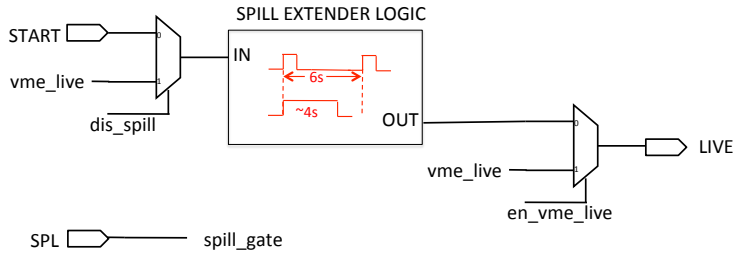 SPILL EXTENDER LOGIC
START
0
IN
vme_live
1
6s
~4s
dis_spill
OUT
0
LIVE
vme_live
1
en_vme_live
SPL
spill_gate